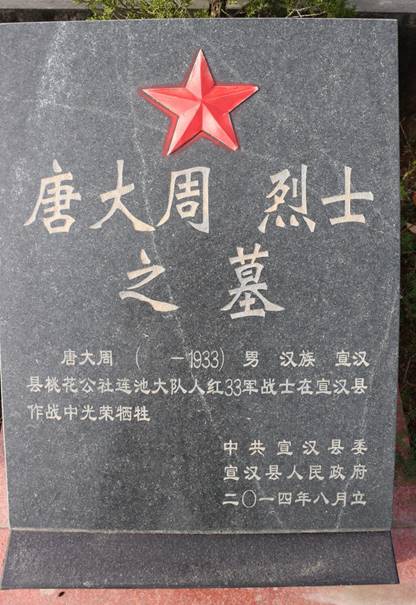 唐大周 烈士
之 墓
唐大周 ( -1933) 男 汉族 宣汉
县桃花公社莲池大队人红33军战士在宣汉县
作战中光荣牺牲
中共宣汉县委
宣汉县人民政府
二〇一四年八月立